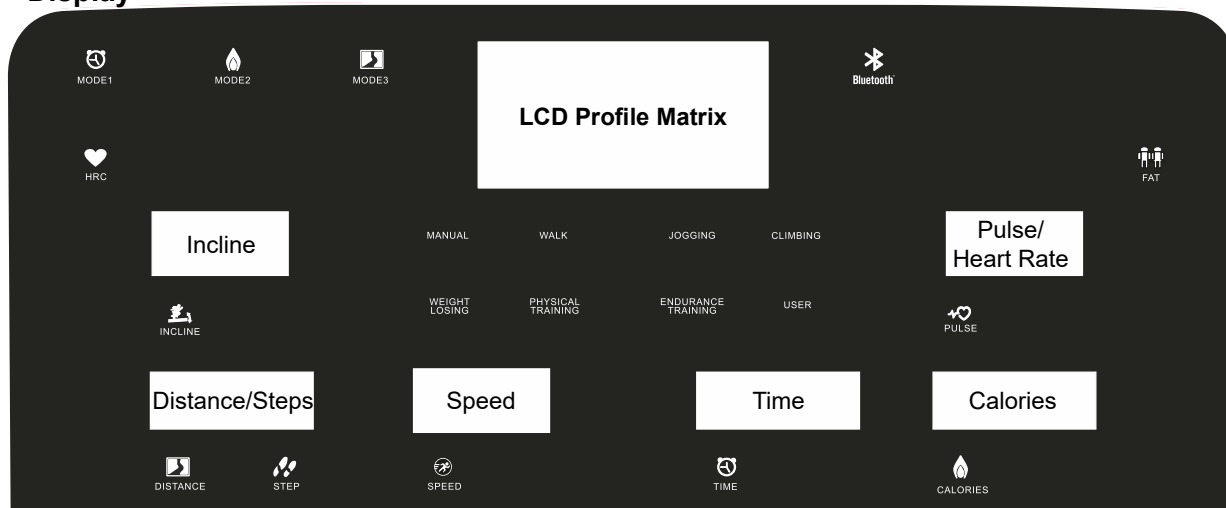 Display
MODE1
MODE2
MODE3
LCD Profile Matrix
Bluetooth
HRC
FAT
Incline
MANUAL
WALK
JOGGING
CLIMBING
Pulse/
Heart Rate
INCLINE
WEIGHT
LOSING
PHYSICAL
TRAINING
ENDURANCE
TRAINING
USER
PULSE
Distance/Steps
Speed
Time
Calories
DISTANCE
STEP
SPEED
TIME
CALORIES